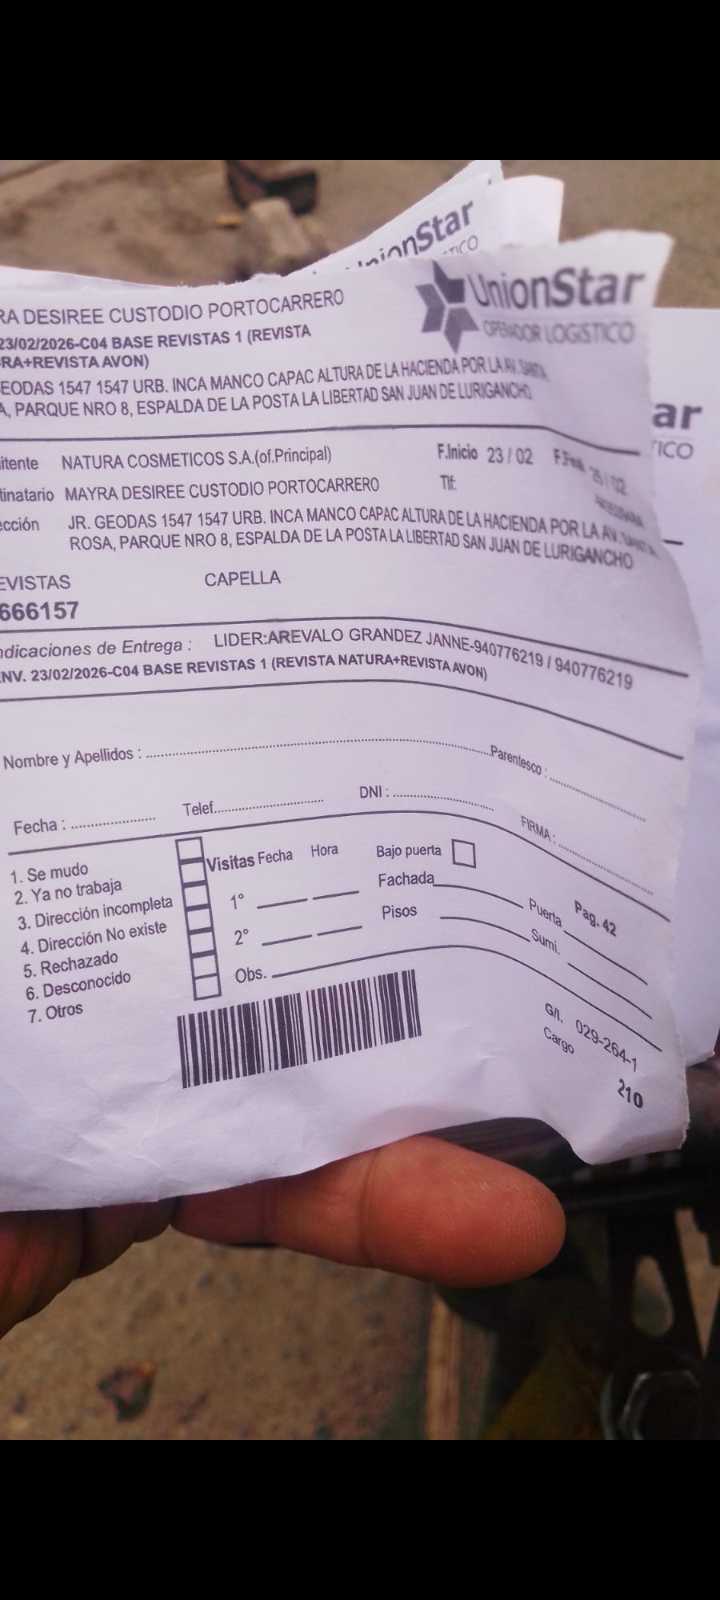 UnionStar
RA DESIREE CUSTODIO PORTOCARRERO
UnionStar
OPERADOR LOGISTICO
23/02/2026-C04 BASE REVISTAS 1 (REVISTA
RA+REVISTA AVON)
EODAS 1547 1547 URB. INCA MANCO CAPAC ALTURA DE LA HACIENDA POR LA AV. SANTA
A, PARQUE NRO 8, ESPALDA DE LA POSTA LA LIBERTAD SAN JUAN DE LURIGANCHO
ar
TICO
itente NATURA COSMETICOS S.A.(of.Principal) F.Inicio 23 / 02 F.Final 25 / 02
tinatario MAYRA DESIREE CUSTODIO PORTOCARRERO Tlf:
ección JR. GEODAS 1547 1547 URB. INCA MANCO CAPAC ALTURA DE LA HACIENDA POR LA AV. SANTA
ROSA, PARQUE NRO 8, ESPALDA DE LA POSTA LA LIBERTAD SAN JUAN DE LURIGANCHO
EVISTAS CAPELLA
666157
ndicaciones de Entrega : LIDER:AREVALO GRANDEZ JANNE-940776219 / 940776219
NV. 23/02/2026-C04 BASE REVISTAS 1 (REVISTA NATURA+REVISTA AVON)
Nombre y Apellidos : Parentesco :
Fecha : Telef. DNI : FIRMA :
1. Se mudo
2. Ya no trabaja
3. Dirección incompleta
4. Dirección No existe
5. Rechazado
6. Desconocido
7. Otros
Visitas Fecha Hora
1°
2°
Obs.
Bajo puerta
Fachada Puerta
Pisos Sumi.
Pag. 42
G/l. 029-264-1
Cargo
210